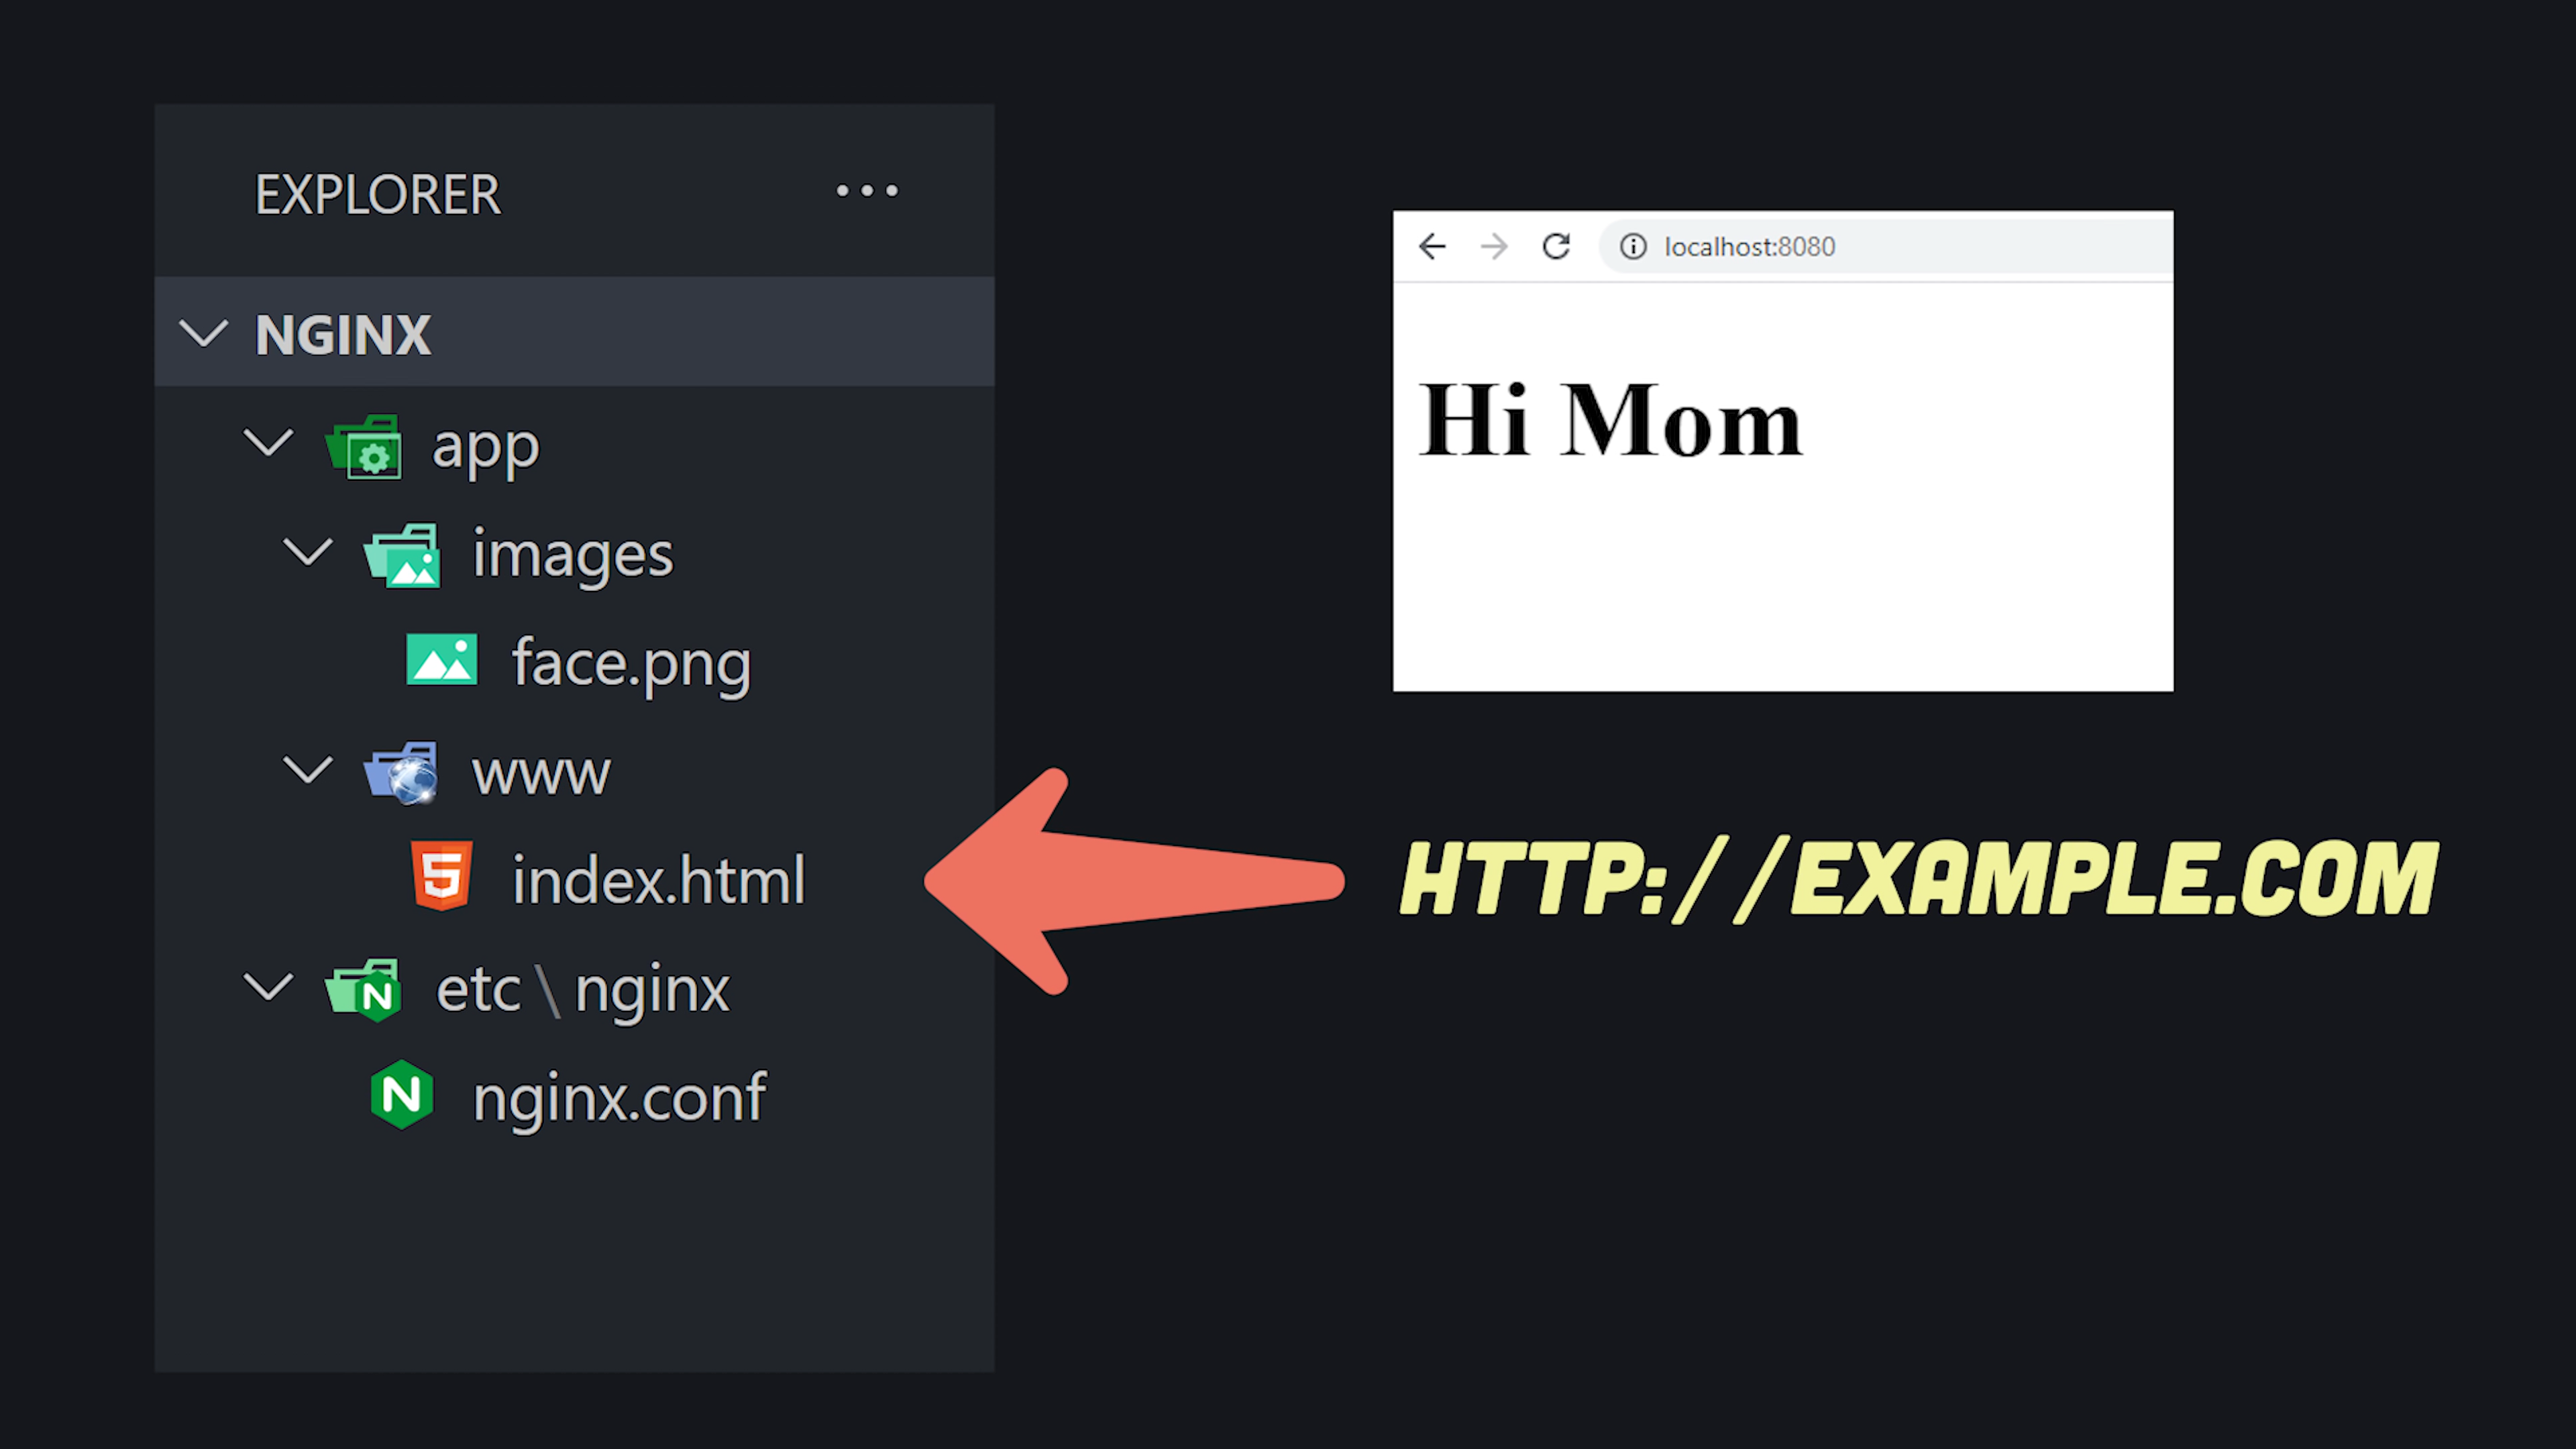 EXPLORER
NGINX
app
images
face.png
www
index.html
etc \ nginx
nginx.conf
localhost:8080
Hi Mom
HTTP://EXAMPLE.COM